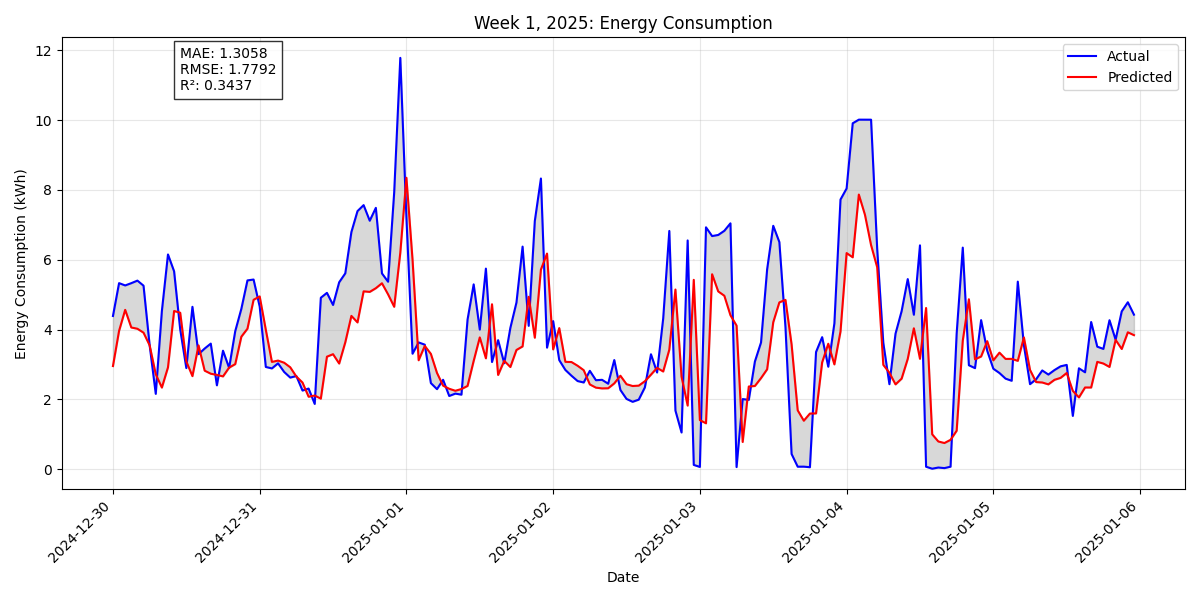 Week 1, 2025: Energy Consumption
MAE: 1.3058
RMSE: 1.7792
R²: 0.3437
Actual
Predicted
Energy Consumption (kWh)
12
10
8
6
4
2
0
2024-12-30
2024-12-31
2025-01-01
2025-01-02
2025-01-03
2025-01-04
2025-01-05
2025-01-06
Date